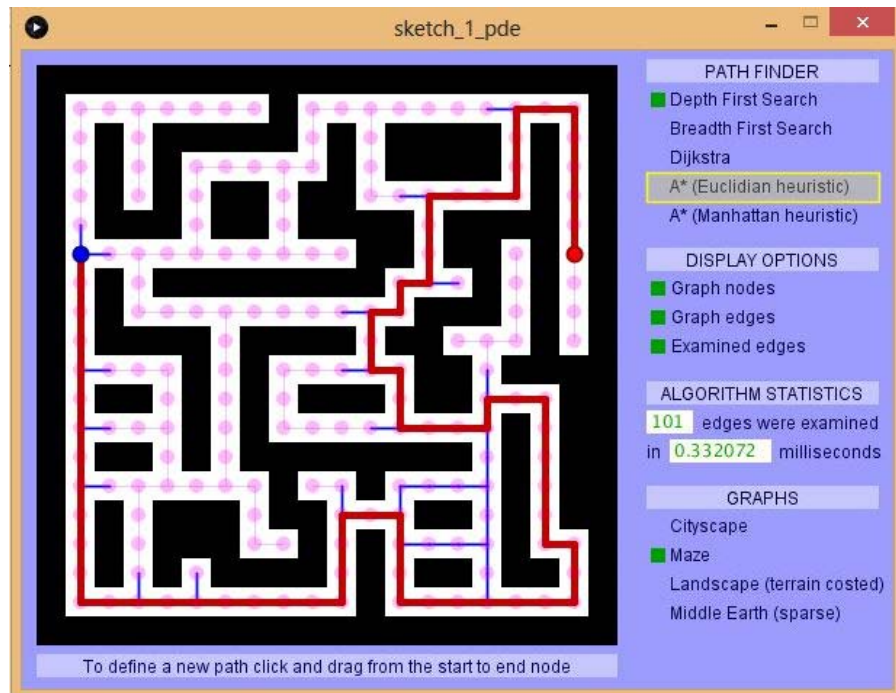 sketch_1_pde
PATH FINDER
Depth First Search
Breadth First Search
Dijkstra
A* (Euclidian heuristic)
A* (Manhattan heuristic)
DISPLAY OPTIONS
Graph nodes
Graph edges
Examined edges
ALGORITHM STATISTICS
101 edges were examined
in 0.332072 milliseconds
GRAPHS
Cityscape
Maze
Landscape (terrain costed)
Middle Earth (sparse)
To define a new path click and drag from the start to end node